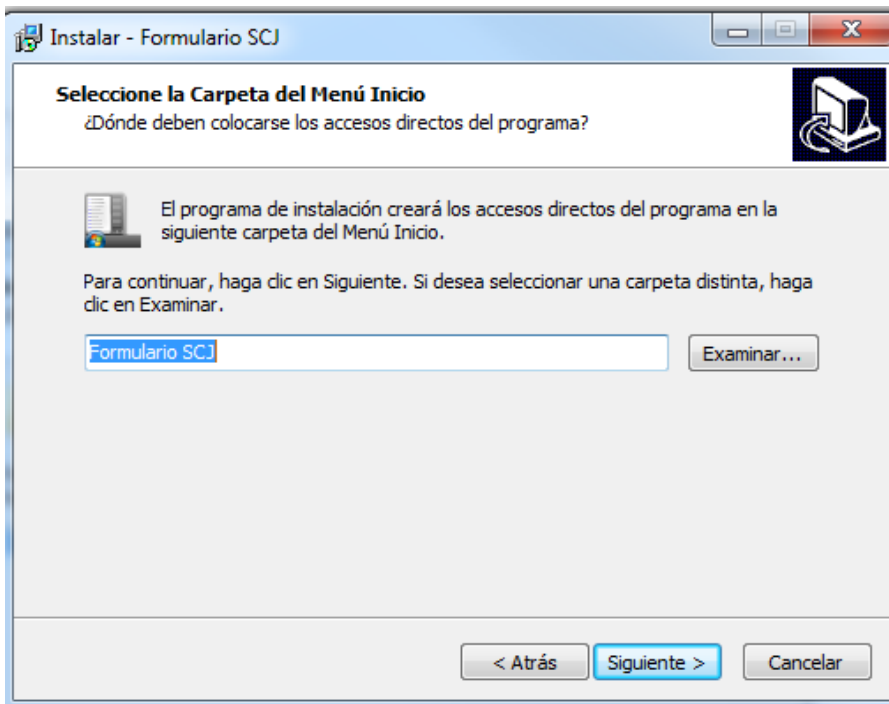 Instalar - Formulario SCJ
Seleccione la Carpeta del Menú Inicio
¿Dónde deben colocarse los accesos directos del programa?
El programa de instalación creará los accesos directos del programa en la
siguiente carpeta del Menú Inicio.
Para continuar, haga clic en Siguiente. Si desea seleccionar una carpeta distinta, haga
clic en Examinar.
Formulario SCJ
Examinar...
< Atrás
Siguiente >
Cancelar